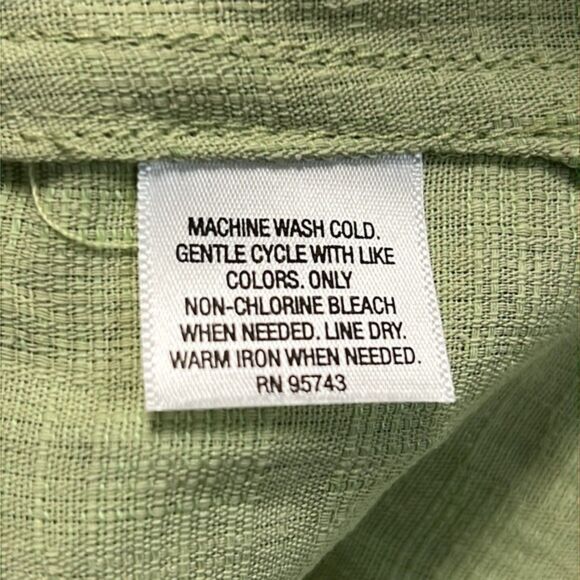 MACHINE WASH COLD.
GENTLE CYCLE WITH LIKE
COLORS. ONLY
NON-CHLORINE BLEACH
WHEN NEEDED. LINE DRY.
WARM IRON WHEN NEEDED.
RN 95743